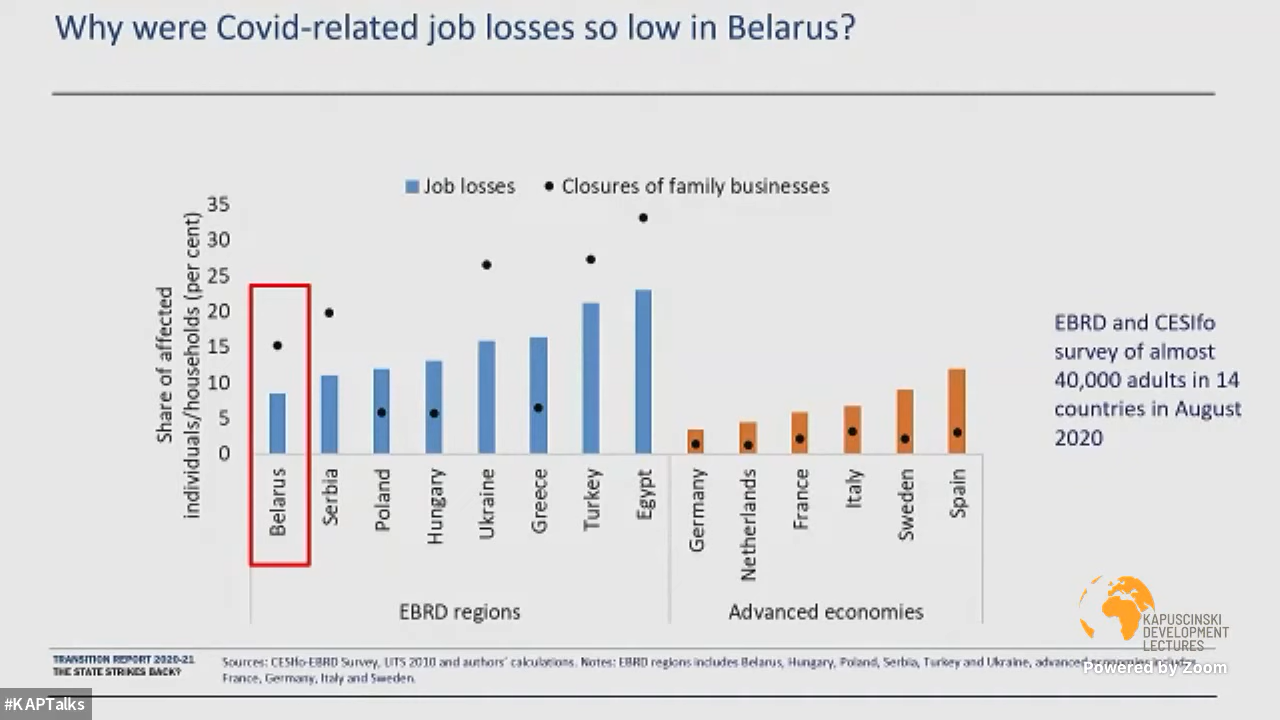 Why were Covid-related job losses so low in Belarus?
Job losses
Closures of family businesses
Share of affected
individuals/households (per cent)
35
30
25
20
15
10
5
0
Belarus
Serbia
Poland
Hungary
Ukraine
Greece
Turkey
Egypt
Germany
Netherlands
France
Italy
Sweden
Spain
EBRD regions
Advanced economies
EBRD and CESIfo
survey of almost
40,000 adults in 14
countries in August
2020
KAPUSCINSKI
DEVELOPMENT
LECTURES
Powered by Zoom
TRANSITION REPORT 2020-21
THE STATE STRIKES BACK?
Sources: CESIfo-EBRD Survey, LITS 2010 and authors' calculations. Notes: EBRD regions includes Belarus, Hungary, Poland, Serbia, Turkey and Ukraine, advanced
France, Germany, Italy and Sweden.
#KAPTalks